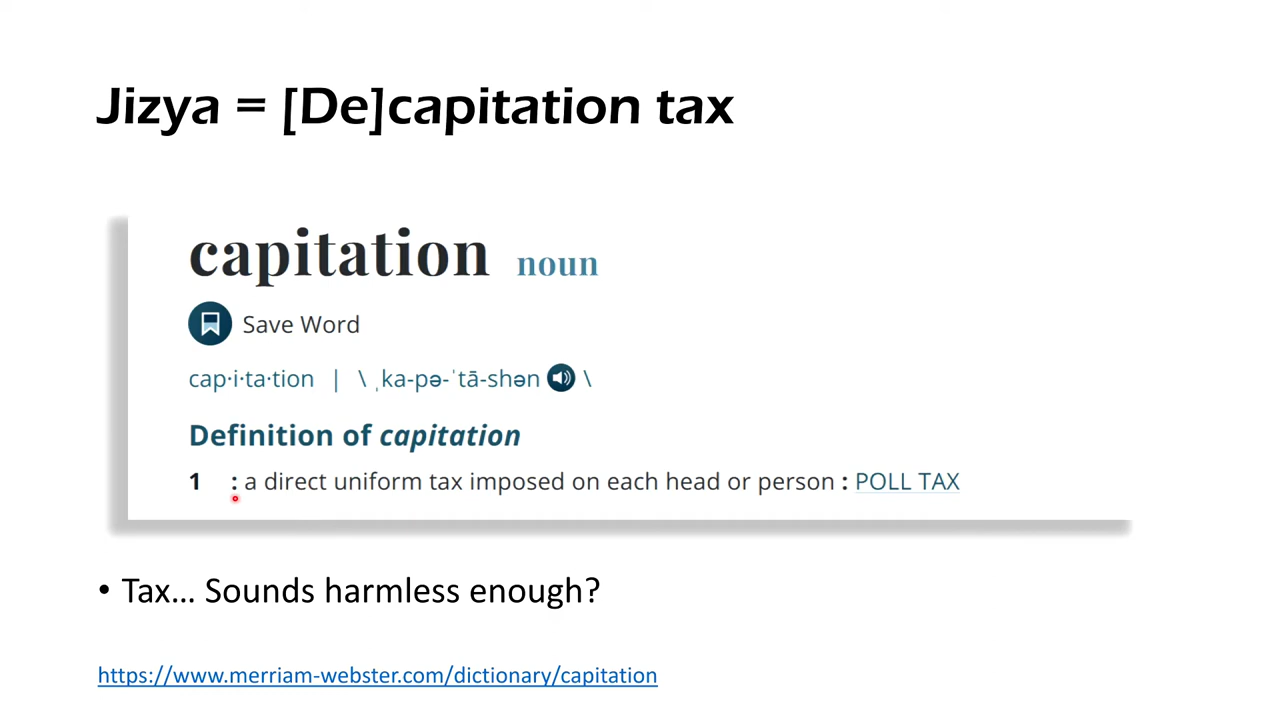 Jizya = [De]capitation tax
capitation noun
Save Word
cap·i·ta·tion | \ ˌka-pə-ˈtā-shən \
Definition of capitation
1 : a direct uniform tax imposed on each head or person : POLL TAX
• Tax... Sounds harmless enough?
https://www.merriam-webster.com/dictionary/capitation